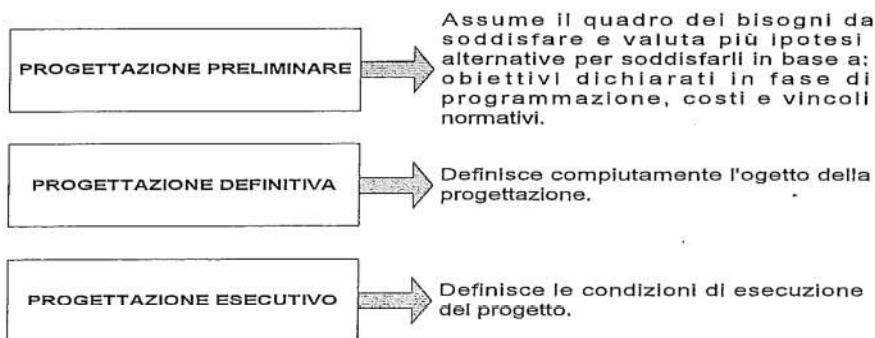 PROGETTAZIONE PRELIMINARE
Assume il quadro dei bisogni da
soddisfare e valuta più ipotesi
alternative per soddisfarli in base a:
obiettivi dichiarati in fase di
programmazione, costi e vincoli
normativi.
PROGETTAZIONE DEFINITIVA
Definisce compiutamente l'ogetto della
progettazione.
PROGETTAZIONE ESECUTIVO
Definisce le condizioni di esecuzione
del progetto.